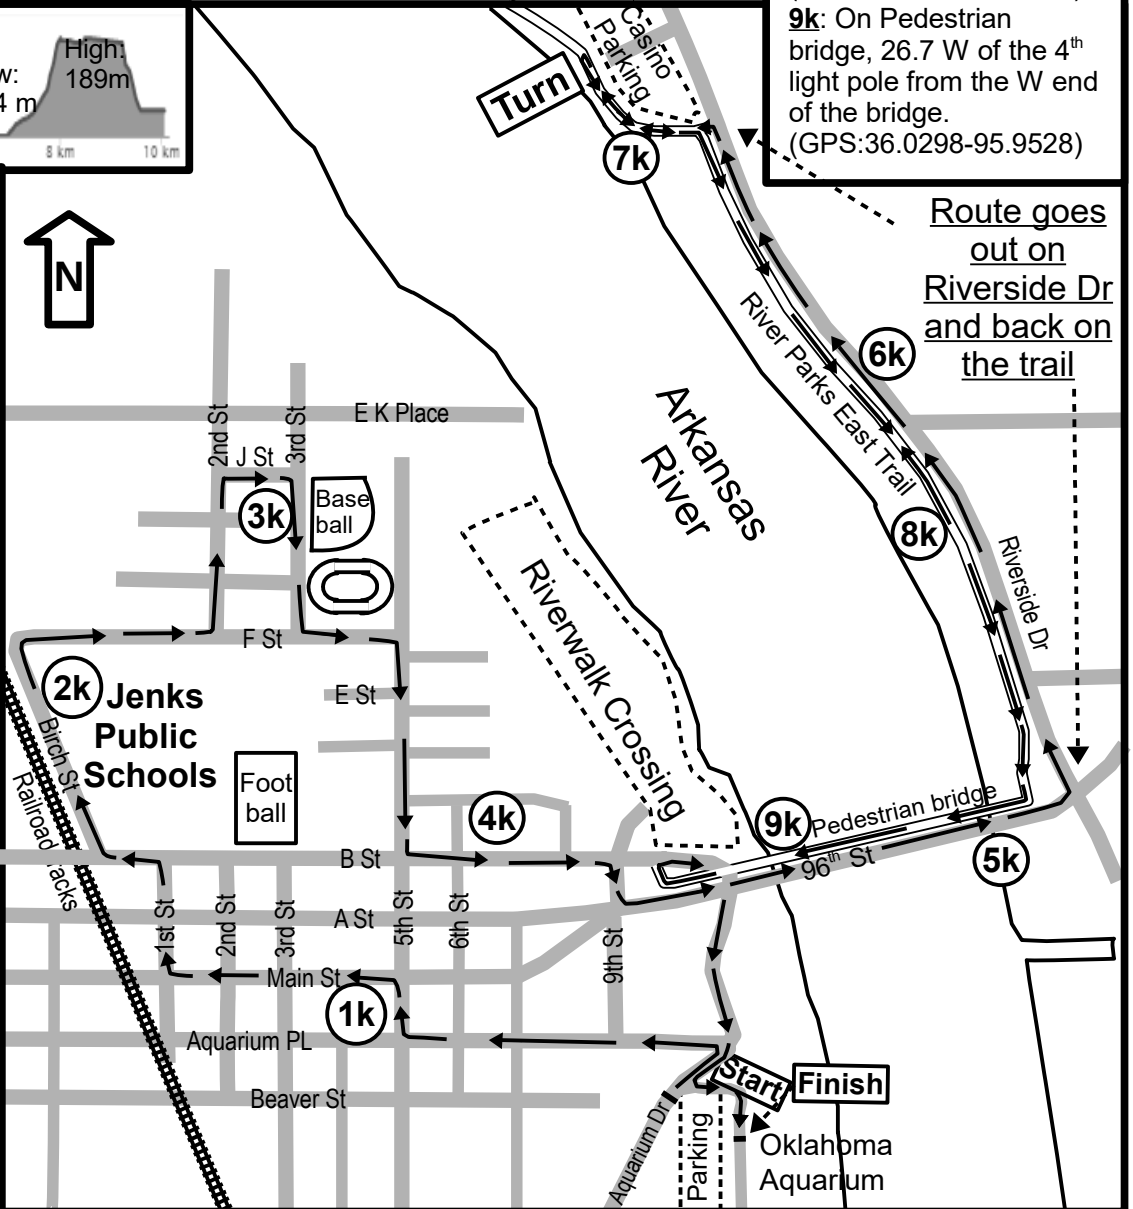 9k: On Pedestrian
bridge, 26.7 W of the 4th
light pole from the W end
of the bridge.
(GPS:36.0298-95.9528)
High:
189m
w:
4 m
8 km
10 km
Casino
Parking
Turn
7k
N
Route goes
out on
Riverside Dr
and back on
the trail
River Parks East Trail
6k
E K Place
2nd St
3rd St
J St
Arkansas
River
3k
Base
ball
8k
Riverside Dr
Riverwalk Crossing
F St
2k
Jenks
Public
Schools
E St
Birch St
Railroad
Foot
ball
4k
9k
Pedestrian bridge
96th St
5k
B St
1st St
2nd St
3rd St
A St
5th St
6th St
9th St
Main St
1k
Aquarium PL
Start
Finish
Beaver St
Aquarium Dr
Parking
Oklahoma
Aquarium